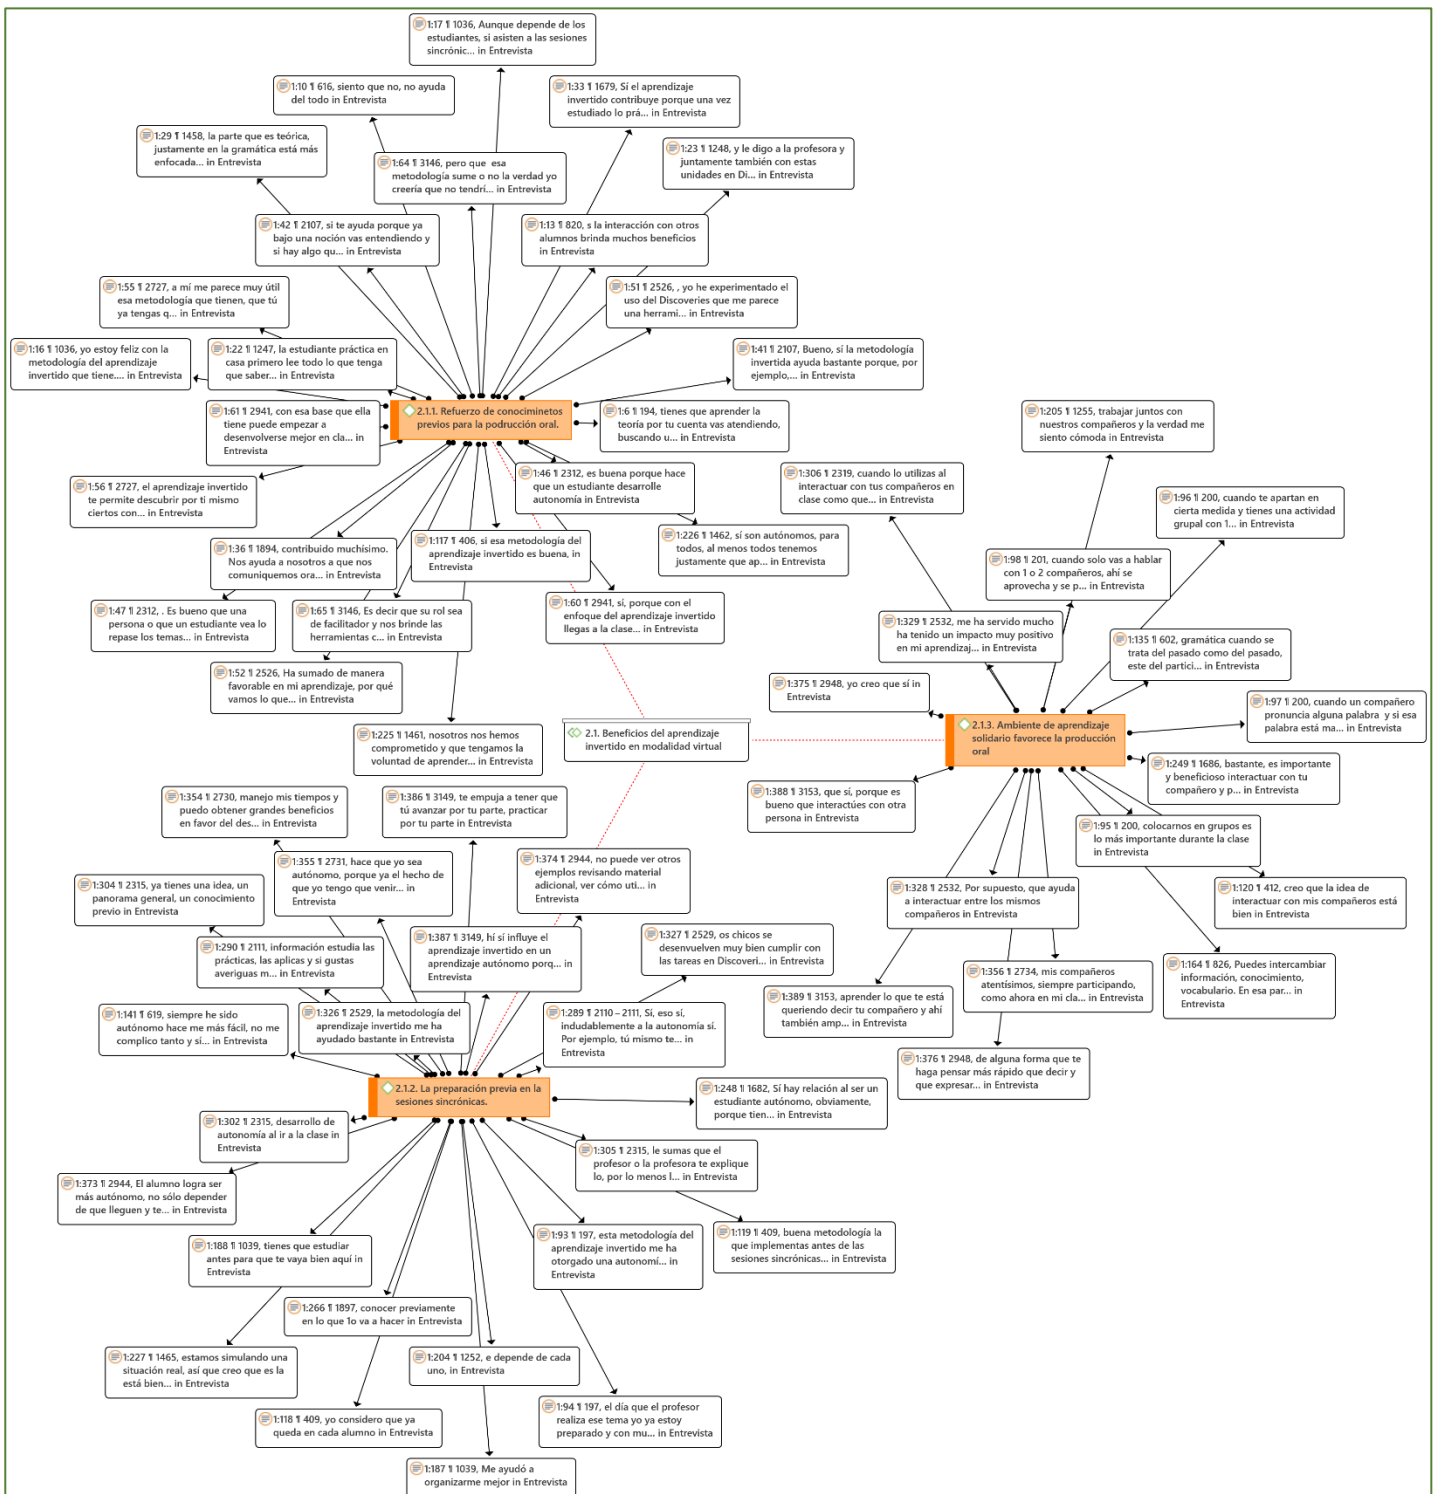 1:17 ¶ 1036, Aunque depende de los
estudiantes, si asisten a las sesiones
sincrónic... in Entrevista
1:10 ¶ 616, siento que no, no ayuda
del todo in Entrevista
1:33 ¶ 1679, Sí el aprendizaje
invertido contribuye porque una vez
estudiado lo prá... in Entrevista
1:29 ¶ 1458, la parte que es teórica,
justamente en la gramática está más
enfocada... in Entrevista
1:64 ¶ 3146, pero que esa
metodología sume o no la verdad yo
creería que no tendrí... in Entrevista
1:23 ¶ 1248, y le digo a la profesora y
juntamente también con estas
unidades en Di... in Entrevista
1:42 ¶ 2107, si te ayuda porque ya
bajo una noción vas entendiendo y
si hay algo qu... in Entrevista
1:13 ¶ 820, s la interacción con otros
alumnos brinda muchos beneficios
in Entrevista
1:55 ¶ 2727, a mí me parece muy útil
esa metodología que tienen, que tú
ya tengas q... in Entrevista
1:51 ¶ 2526, , yo he experimentado el
uso del Discoveries que me parece
una herrami... in Entrevista
1:16 ¶ 1036, yo estoy feliz con la
metodología del aprendizaje
invertido que tiene.... in Entrevista
1:22 ¶ 1247, la estudiante práctica en
casa primero lee todo lo que tenga
que saber... in Entrevista
1:41 ¶ 2107, Bueno, sí la metodología
invertida ayuda bastante porque, por
ejemplo,... in Entrevista
1:61 ¶ 2941, con esa base que ella
tiene puede empezar a
desenvolverse mejor en cla... in
Entrevista
2.1.1. Refuerzo de conociminetos
previos para la podrucción oral.
1:6 ¶ 194, tienes que aprender la
teoría por tu cuenta vas atendiendo,
buscando u... in Entrevista
1:205 ¶ 1255, trabajar juntos con
nuestros compañeros y la verdad me
siento cómoda in Entrevista
1:56 ¶ 2727, el aprendizaje invertido
te permite descubrir por ti mismo
ciertos con... in Entrevista
1:46 ¶ 2312, es buena porque hace
que un estudiante desarrolle
autonomía in Entrevista
1:306 ¶ 2319, cuando lo utilizas al
interactuar con tus compañeros en
clase como que... in Entrevista
1:96 ¶ 200, cuando te apartan en
cierta medida y tienes una actividad
grupal con 1... in Entrevista
1:36 ¶ 1894, contribuido muchísimo.
Nos ayuda a nosotros a que nos
comuniquemos ora... in Entrevista
1:117 ¶ 406, si esa metodología del
aprendizaje invertido es buena, in
Entrevista
1:226 ¶ 1462, sí son autónomos, para
todos, al menos todos tenemos
justamente que ap... in Entrevista
1:98 ¶ 201, cuando solo vas a hablar
con 1 o 2 compañeros, ahí se
aprovecha y se p... in Entrevista
1:47 ¶ 2312, . Es bueno que una
persona o que un estudiante vea lo
repase los temas... in Entrevista
1:65 ¶ 3146, Es decir que su rol sea
de facilitador y nos brinde las
herramientas c... in Entrevista
1:60 ¶ 2941, sí, porque con el
enfoque del aprendizaje invertido
llegas a la clase... in Entrevista
1:329 ¶ 2532, me ha servido mucho
ha tenido un impacto muy positivo
en mi aprendizaj... in Entrevista
1:135 ¶ 602, gramática cuando se
trata del pasado como del pasado,
este del partici... in Entrevista
1:52 ¶ 2526, Ha sumado de manera
favorable en mi aprendizaje, por qué
vamos lo que... in Entrevista
1:375 ¶ 2948, yo creo que sí in
Entrevista
1:97 ¶ 200, cuando un compañero
pronuncia alguna palabra y si esa
palabra está ma... in Entrevista
1:225 ¶ 1461, nosotros nos hemos
comprometido y que tengamos la
voluntad de aprender... in Entrevista
2.1. Beneficios del aprendizaje
invertido en modalidad virtual
2.1.3. Ambiente de aprendizaje
solidario favorece la producción
oral
1:249 ¶ 1686, bastante, es importante
y beneficioso interactuar con tu
compañero y p... in Entrevista
1:354 ¶ 2730, manejo mis tiempos y
puedo obtener grandes beneficios
en favor del des... in Entrevista
1:386 ¶ 3149, te empuja a tener que
tú avanzar por tu parte, practicar
por tu parte in Entrevista
1:388 ¶ 3153, que sí, porque es
bueno que interactúes con otra
persona in Entrevista
1:95 ¶ 200, colocarnos en grupos es
lo más importante durante la clase
in Entrevista
1:355 ¶ 2731, hace que yo sea
autónomo, porque ya el hecho de
que yo tengo que venir... in
Entrevista
1:374 ¶ 2944, no puede ver otros
ejemplos revisando material
adicional, ver cómo uti... in
Entrevista
1:304 ¶ 2315, ya tienes una idea, un
panorama general, un conocimiento
previo in Entrevista
1:328 ¶ 2532, Por supuesto, que ayuda
a interactuar entre los mismos
compañeros in Entrevista
1:120 ¶ 412, creo que la idea de
interactuar con mis compañeros está
bien in Entrevista
1:290 ¶ 2111, información estudia las
prácticas, las aplicas y si gustas
averiguas m... in Entrevista
1:387 ¶ 3149, hí sí influye el
aprendizaje invertido en un
aprendizaje autónomo porq... in
Entrevista
1:327 ¶ 2529, os chicos se
desenvuelven muy bien cumplir con
las tareas en Discoveri... in Entrevista
1:164 ¶ 826, Puedes intercambiar
información, conocimiento,
vocabulario. En esa par... in
Entrevista
1:356 ¶ 2734, mis compañeros
atentísimos, siempre participando,
como ahora en mi cla... in Entrevista
1:389 ¶ 3153, aprender lo que te está
queriendo decir tu compañero y ahí
también amp... in Entrevista
1:141 ¶ 619, siempre he sido
autónomo hace me más fácil, no me
complico tanto y sí... in Entrevista
1:326 ¶ 2529, la metodología del
aprendizaje invertido me ha
ayudado bastante in Entrevista
1:289 ¶ 2110 – 2111, Sí, eso sí,
indudablemente a la autonomía sí.
Por ejemplo, tú mismo te... in
Entrevista
1:376 ¶ 2948, de alguna forma que te
haga pensar más rápido que decir y
que expresar... in Entrevista
2.1.2. La preparación previa en la
sesiones sincrónicas.
1:248 ¶ 1682, Sí hay relación al ser un
estudiante autónomo, obviamente,
porque tien... in Entrevista
1:302 ¶ 2315, desarrollo de
autonomía al ir a la clase in
Entrevista
1:305 ¶ 2315, le sumas que el
profesor o la profesora te explique
lo, por lo menos l... in Entrevista
1:373 ¶ 2944, El alumno logra ser
más autónomo, no sólo depender
de que lleguen y te... in Entrevista
1:188 ¶ 1039, tienes que estudiar
antes para que te vaya bien aquí in
Entrevista
1:93 ¶ 197, esta metodología del
aprendizaje invertido me ha
otorgado una autonomí... in
Entrevista
1:119 ¶ 409, buena metodología la
que implementas antes de las
sesiones sincrónicas... in Entrevista
1:266 ¶ 1897, conocer previamente
en lo que 1o va a hacer in Entrevista
1:227 ¶ 1465, estamos simulando una
situación real, así que creo que es la
está bien... in Entrevista
1:204 ¶ 1252, e depende de cada
uno, in Entrevista
1:118 ¶ 409, yo considero que ya
queda en cada alumno in Entrevista
1:94 ¶ 197, el día que el profesor
realiza ese tema yo ya estoy
preparado y con mu... in Entrevista
1:187 ¶ 1039, Me ayudó a
organizarme mejor in Entrevista